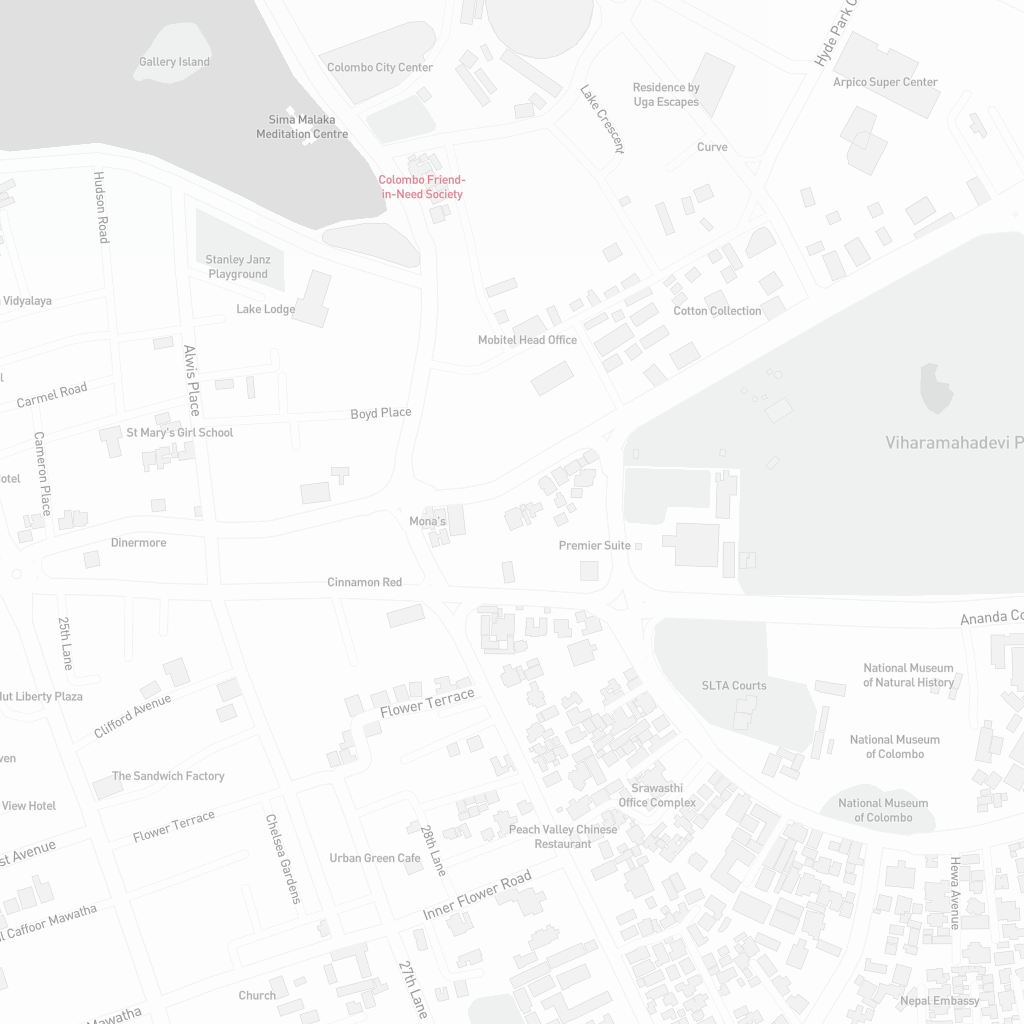 Hyde Park C
Gallery Island
Colombo City Center
Arpico Super Center
Residence by
Uga Escapes
Lake Crescent
Sima Malaka
Meditation Centre
Curve
Colombo Friend-
in-Need Society
Hudson Road
Stanley Janz
Playground
Vidyalaya
Lake Lodge
Cotton Collection
Mobitel Head Office
Alwis Place
Carmel Road
Boyd Place
St Mary's Girl School
Viharamahadevi P
Cameron Place
otel
Mona's
Dinermore
Premier Suite
Cinnamon Red
Ananda Co
25th Lane
National Museum
of Natural History
SLTA Courts
Hut Liberty Plaza
Flower Terrace
Clifford Avenue
National Museum
of Colombo
ven
The Sandwich Factory
Srawasthi
Office Complex
View Hotel
National Museum
of Colombo
Flower Terrace
Peach Valley Chinese
Restaurant
Chelsea Gardens
28th Lane
st Avenue
Urban Green Cafe
Hewa Avenue
Inner Flower Road
l Caffoor Mawatha
27th Lane
Church
Nepal Embassy
Mawatha